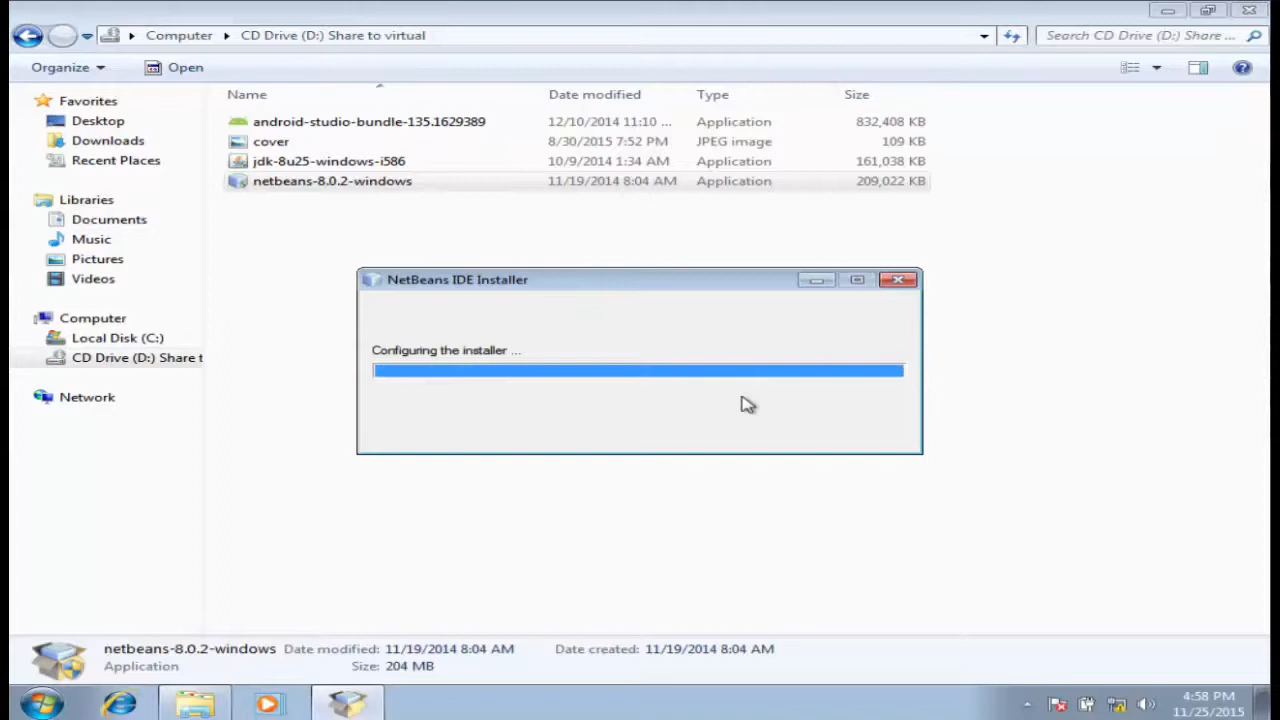 Computer CD Drive (D:) Share to virtual Search CD Drive (D:) Share ...
Organize Open
Name Date modified Type Size
Favorites
Desktop
Downloads
Recent Places
Libraries
Documents
Music
Pictures
Videos
Computer
Local Disk (C:)
CD Drive (D:) Share t
Network
android-studio-bundle-135.1629389 12/10/2014 11:10 ... Application 832,408 KB
cover 8/30/2015 7:52 PM JPEG image 109 KB
jdk-8u25-windows-i586 10/9/2014 1:34 AM Application 161,038 KB
netbeans-8.0.2-windows 11/19/2014 8:04 AM Application 209,022 KB
NetBeans IDE Installer
Configuring the installer ...
netbeans-8.0.2-windows Date modified: 11/19/2014 8:04 AM Date created: 11/19/2014 8:04 AM
Application Size: 204 MB
4:58 PM
11/25/2015